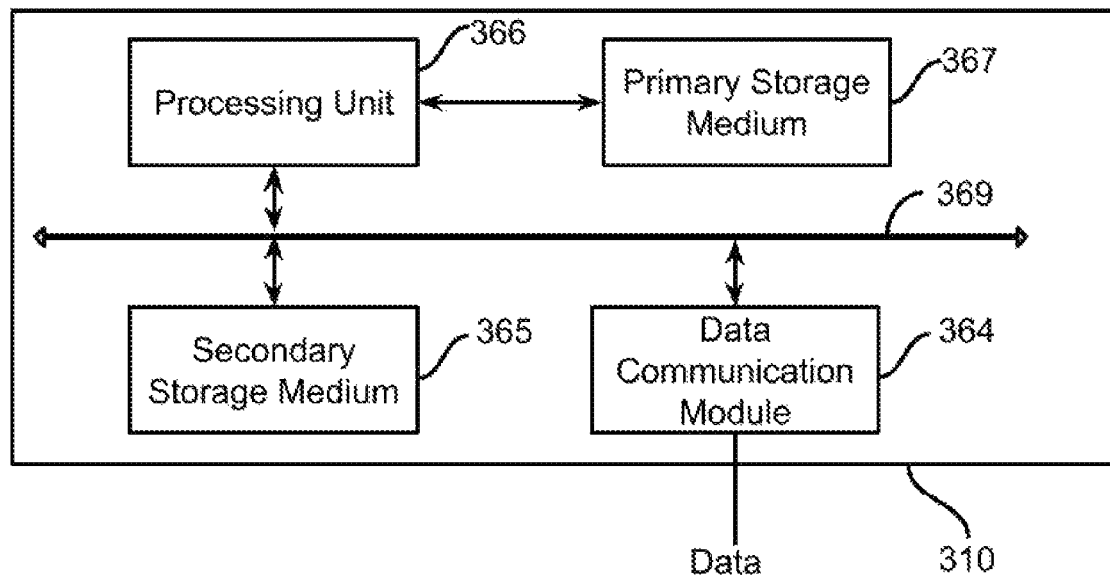 366
Processing Unit
Primary Storage
Medium
367
369
Secondary
Storage Medium
365
Data
Communication
Module
364
Data
310